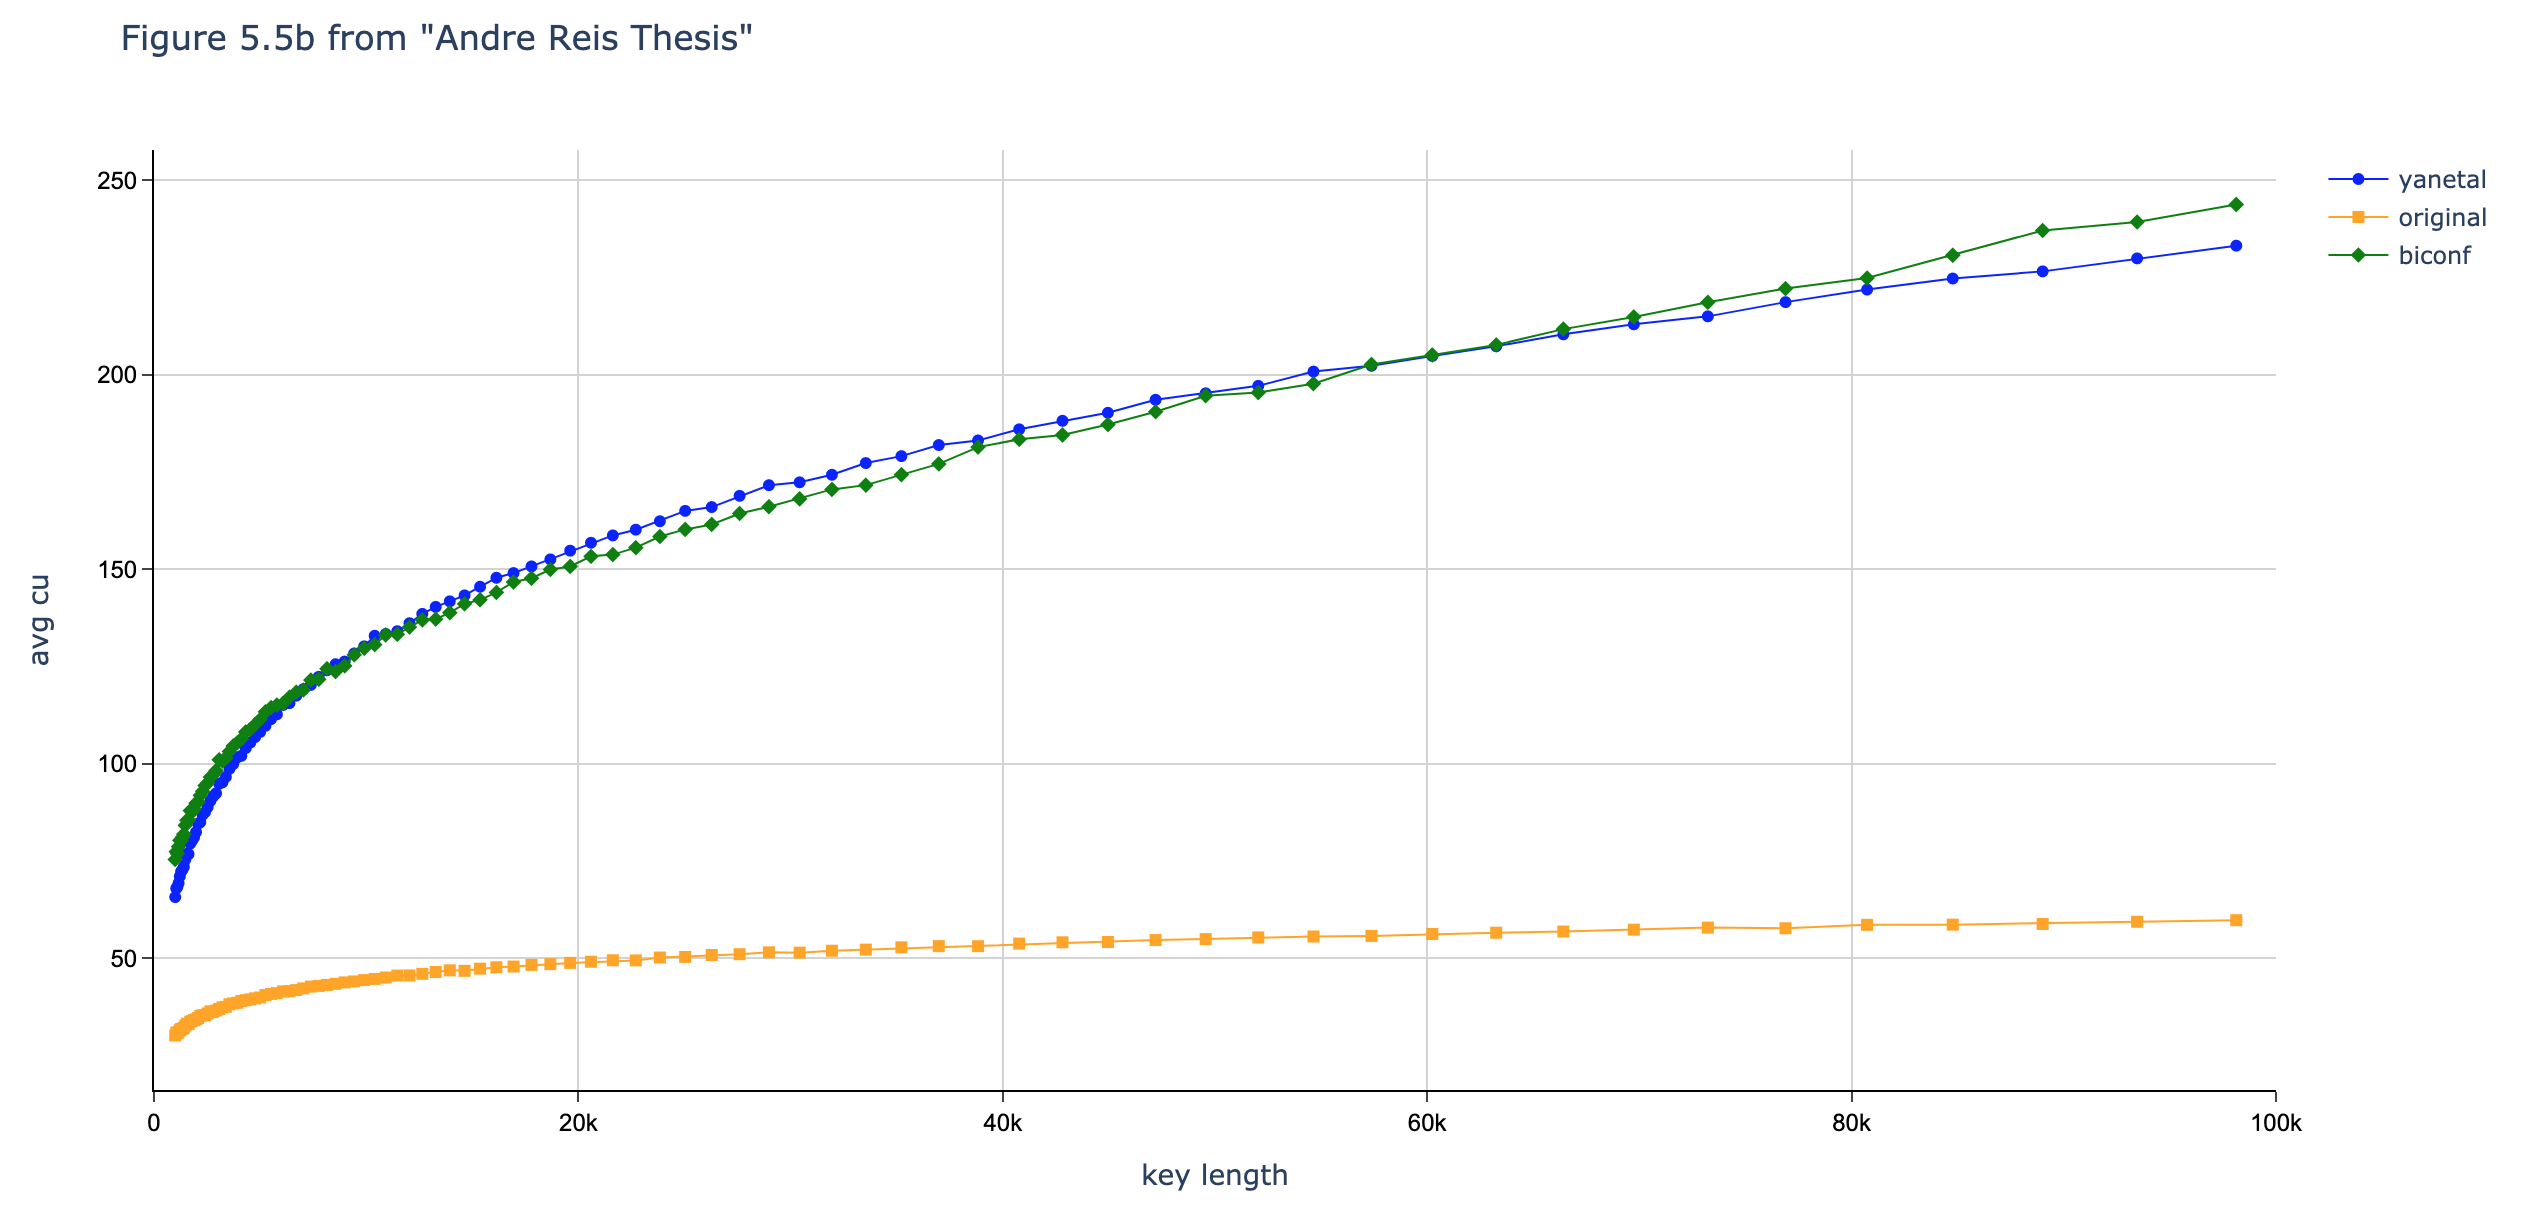 Figure 5.5b from "Andre Reis Thesis"
250
200
150
100
50
avg cu
0
20k
40k
60k
80k
100k
key length
yanetal
original
biconf